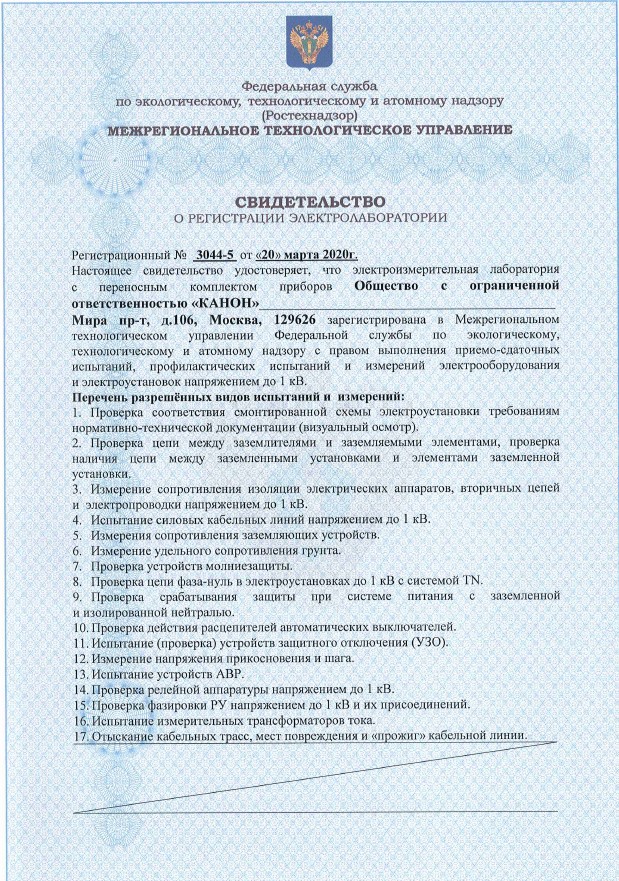 Федеральная служба
по экологическому, технологическому и атомному надзору
(Ростехнадзор)
МЕЖРЕГИОНАЛЬНОЕ ТЕХНОЛОГИЧЕСКОЕ УПРАВЛЕНИЕ
СВИДЕТЕЛЬСТВО
О РЕГИСТРАЦИИ ЭЛЕКТРОЛАБОРАТОРИИ
Регистрационный № 3044-5 от «20» марта 2020г.
Настоящее свидетельство удостоверяет, что электроизмерительная лаборатория
с переносным комплектом приборов Общество с ограниченной
ответственностью «КАНОН»
Мира пр-т, д.106, Москва, 129626 зарегистрирована в Межрегиональном
технологическом управлении Федеральной службы по экологическому,
технологическому и атомному надзору с правом выполнения приемо-сдаточных
испытаний, профилактических испытаний и измерений электрооборудования
и электроустановок напряжением до 1 кВ.
Перечень разрешённых видов испытаний и измерений:
1. Проверка соответствия смонтированной схемы электроустановки требованиям
нормативно-технической документации (визуальный осмотр).
2. Проверка цепи между заземлителями и заземляемыми элементами, проверка
наличия цепи между заземленными установками и элементами заземленной
установки.
3. Измерение сопротивления изоляции электрических аппаратов, вторичных цепей
и электропроводки напряжением до 1 кВ.
4. Испытание силовых кабельных линий напряжением до 1 кВ.
5. Измерения сопротивления заземляющих устройств.
6. Измерение удельного сопротивления грунта.
7. Проверка устройств молниезащиты.
8. Проверка цепи фаза-нуль в электроустановках до 1 кВ с системой TN.
9. Проверка срабатывания защиты при системе питания с заземленной
и изолированной нейтралью.
10. Проверка действия расцепителей автоматических выключателей.
11. Испытание (проверка) устройств защитного отключения (УЗО).
12. Измерение напряжения прикосновения и шага.
13. Испытание устройств АВР.
14. Проверка релейной аппаратуры напряжением до 1 кВ.
15. Проверка фазировки РУ напряжением до 1 кВ и их присоединений.
16. Испытание измерительных трансформаторов тока.
17. Отыскание кабельных трасс, мест повреждения и «прожиг» кабельной линии.